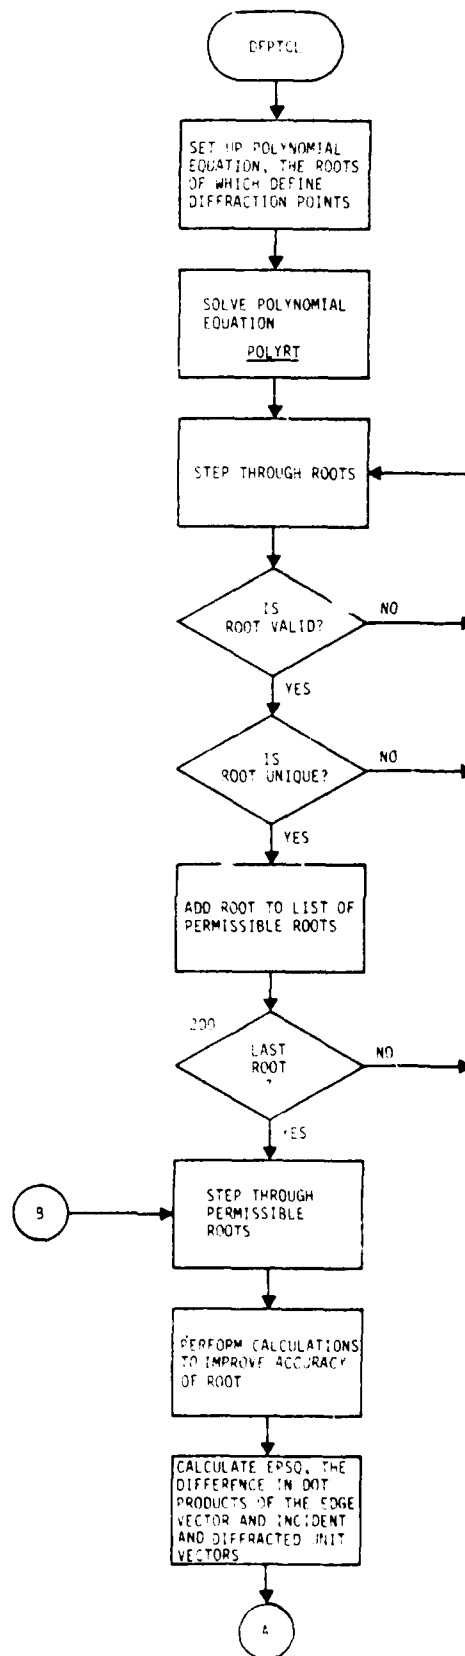 DFPTCL
SET UP POLYNOMIAL
EQUATION, THE ROOTS
OF WHICH DEFINE
DIFFRACTION POINTS
SOLVE POLYNOMIAL
EQUATION
POLYRT
STEP THROUGH ROOTS
IS
ROOT VALID?
NO
YES
IS
ROOT UNIQUE?
NO
YES
ADD ROOT TO LIST OF
PERMISSIBLE ROOTS
200
LAST
ROOT
?
NO
YES
B
STEP THROUGH
PERMISSIBLE
ROOTS
PERFORM CALCULATIONS
TO IMPROVE ACCURACY
OF ROOT
CALCULATE EPSQ, THE
DIFFERENCE IN DOT
PRODUCTS OF THE EDGE
VECTOR AND INCIDENT
AND DIFFRACTED UNIT
VECTORS
A